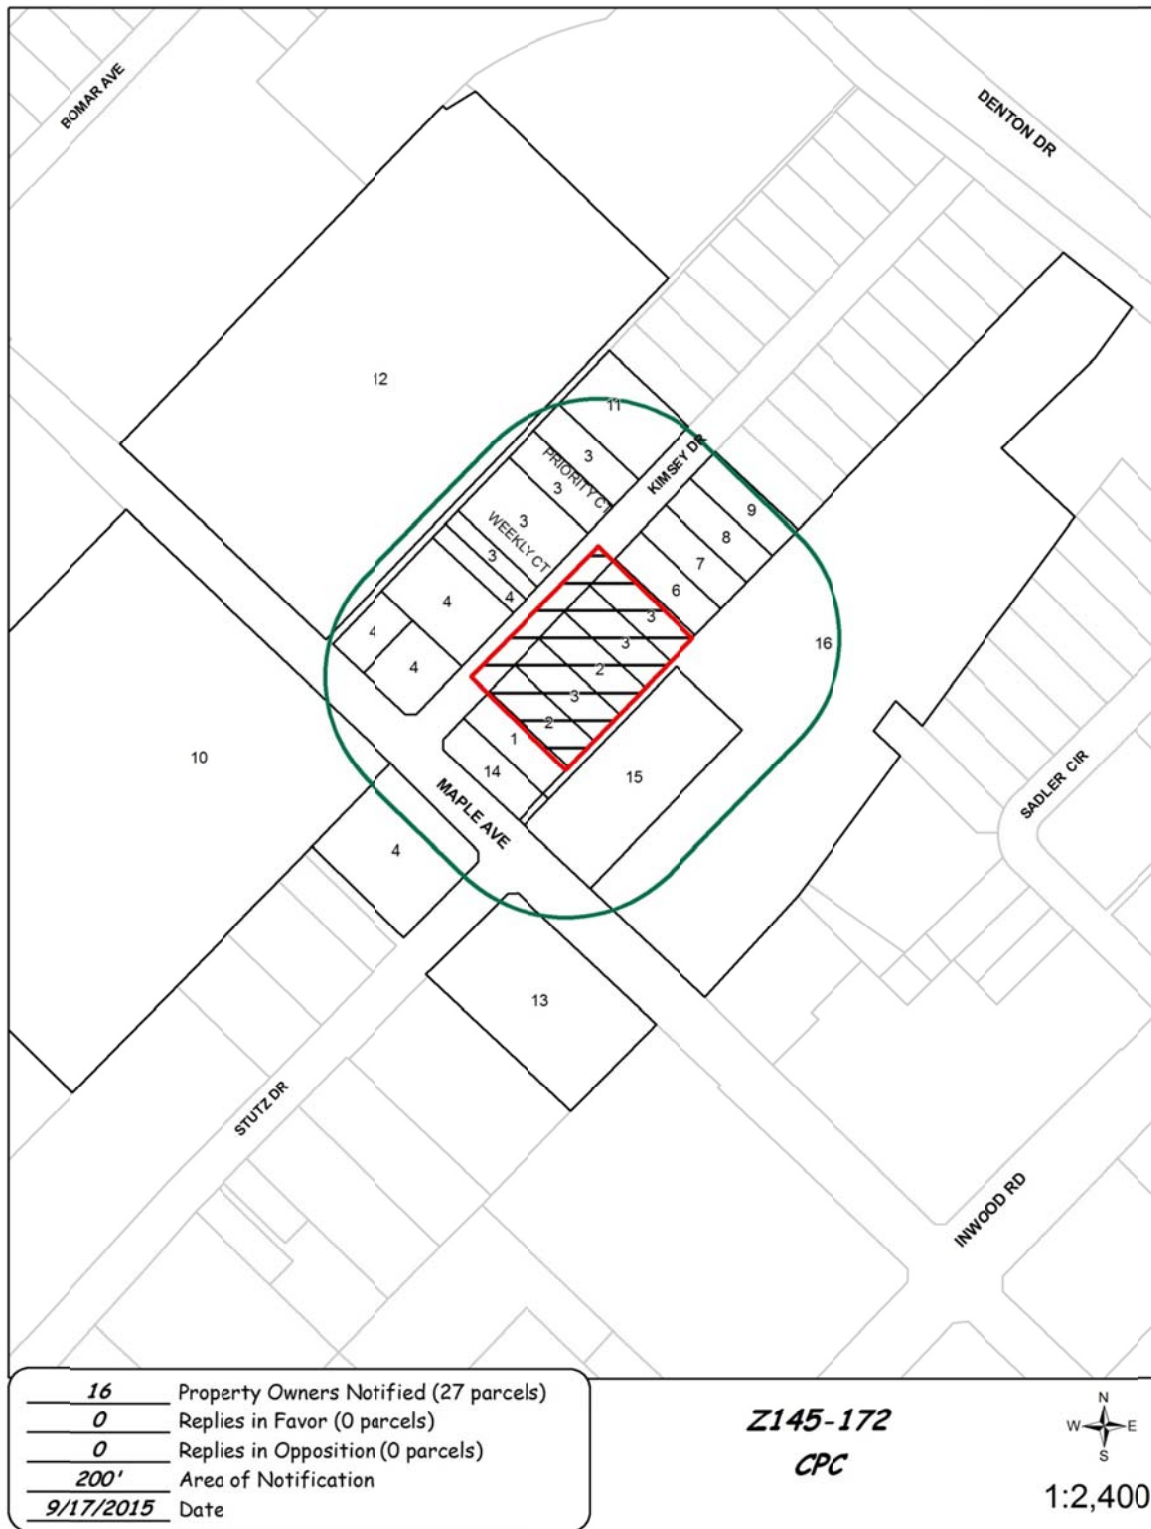 BOMAR AVE
DENTON DR
12
11
3
KIMSEY DR
PRIORITY CT
3
9
3
WEEKLY CT
8
3
7
4
4
6
3
4
3
16
4
2
3
2
1
10
14
15
MAPLE AVE
SADLER CIR
4
13
STUTZ DR
INWOOD RD
16 Property Owners Notified (27 parcels)
0 Replies in Favor (0 parcels)
0 Replies in Opposition (0 parcels)
200' Area of Notification
9/17/2015 Date
Z145-172
CPC
N
W E
S
1:2,400